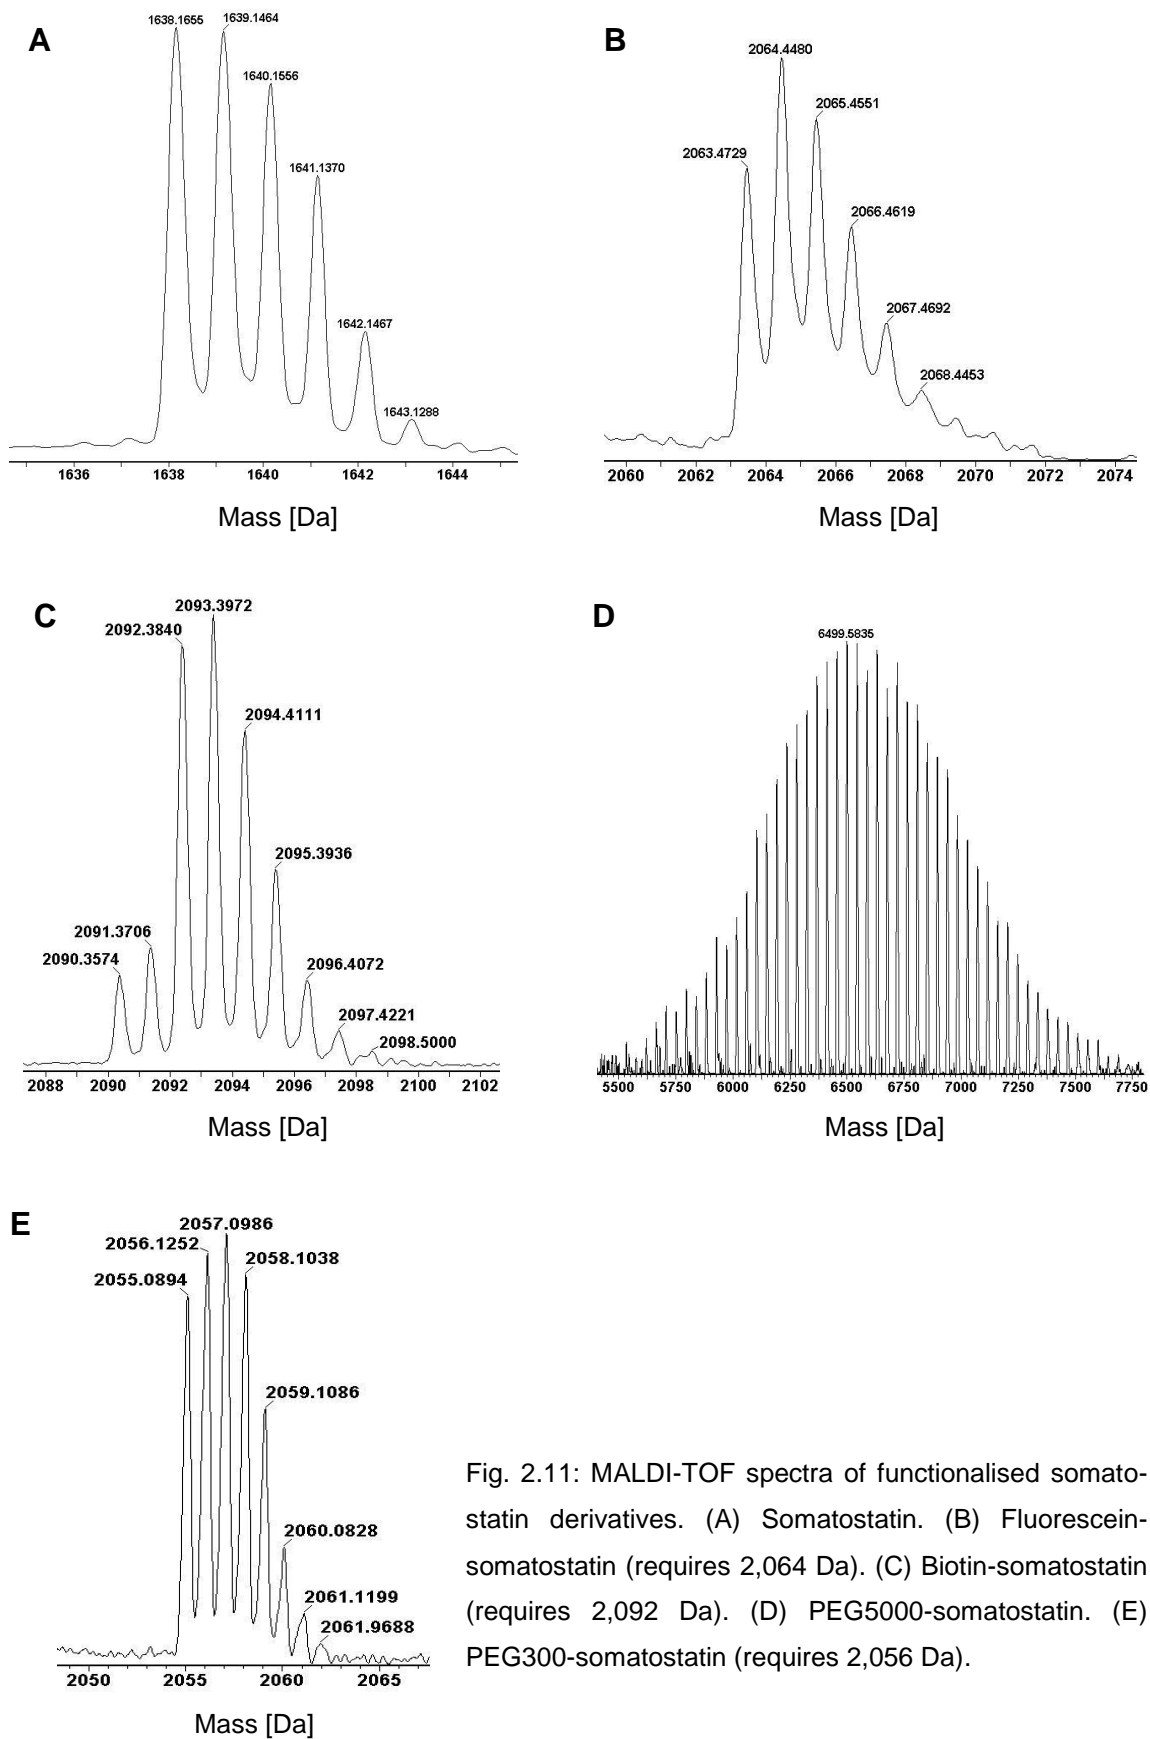 A
1638.1655
1639.1464
1640.1556
1641.1370
1642.1467
1643.1288
1636 1638 1640 1642 1644
Mass [Da]
B
2064.4480
2065.4551
2063.4729
2066.4619
2067.4692
2068.4453
2060 2062 2064 2066 2068 2070 2072 2074
Mass [Da]
C
2093.3972
2092.3840
2094.4111
2095.3936
2091.3706
2090.3574
2096.4072
2097.4221
2098.5000
2088 2090 2092 2094 2096 2098 2100 2102
Mass [Da]
D
6499.5835
5500 5750 6000 6250 6500 6750 7000 7250 7500 7750
Mass [Da]
E
2057.0986
2056.1252
2058.1038
2055.0894
2059.1086
2060.0828
2061.1199
2061.9688
2050 2055 2060 2065
Mass [Da]
Fig. 2.11: MALDI-TOF spectra of functionalised somato-
statin derivatives. (A) Somatostatin. (B) Fluorescein-
somatostatin (requires 2,064 Da). (C) Biotin-somatostatin
(requires 2,092 Da). (D) PEG5000-somatostatin. (E)
PEG300-somatostatin (requires 2,056 Da).